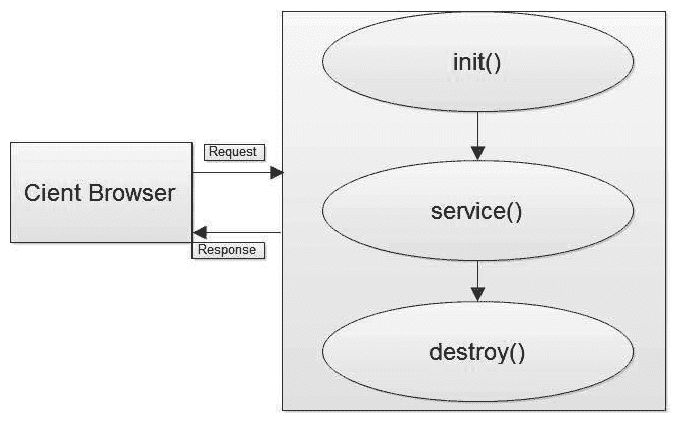 init()
Request
Cient Browser
service()
Response
destroy()